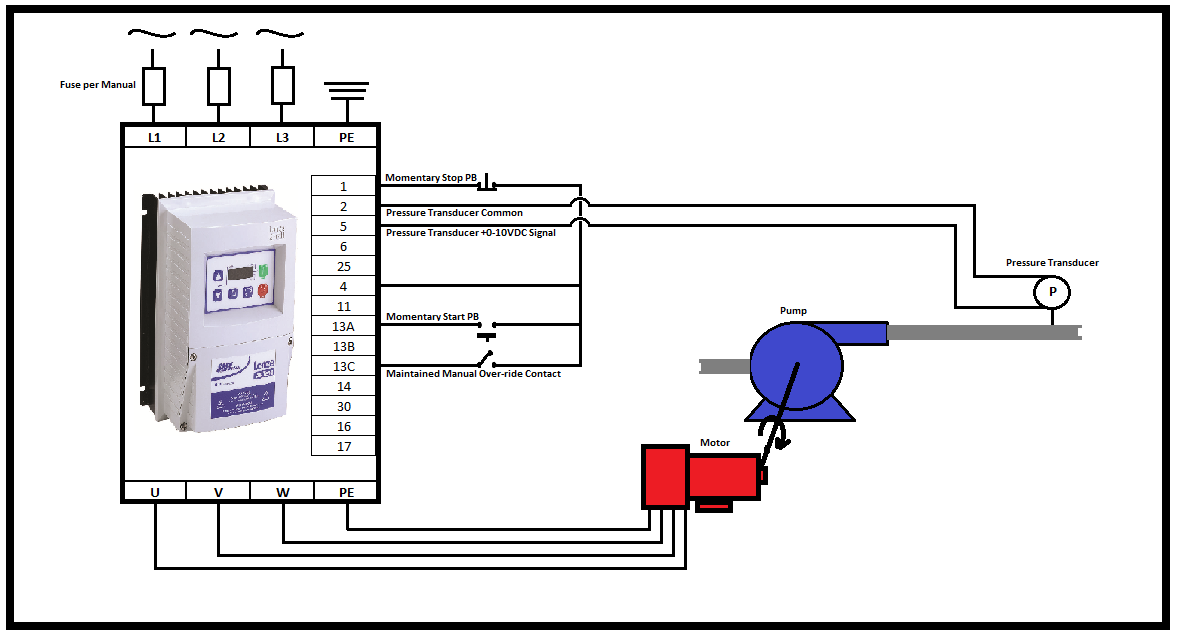 Fuse per Manual
L1 L2 L3 PE
1 Momentary Stop PB
2
Pressure Transducer Common
5
Pressure Transducer +0-10VDC Signal
6
25
4
11
13A Momentary Start PB
13B
13C
Maintained Manual Over-ride Contact
14
30
16
17
U V W PE
Pressure Transducer
P
Pump
Motor
Lenze